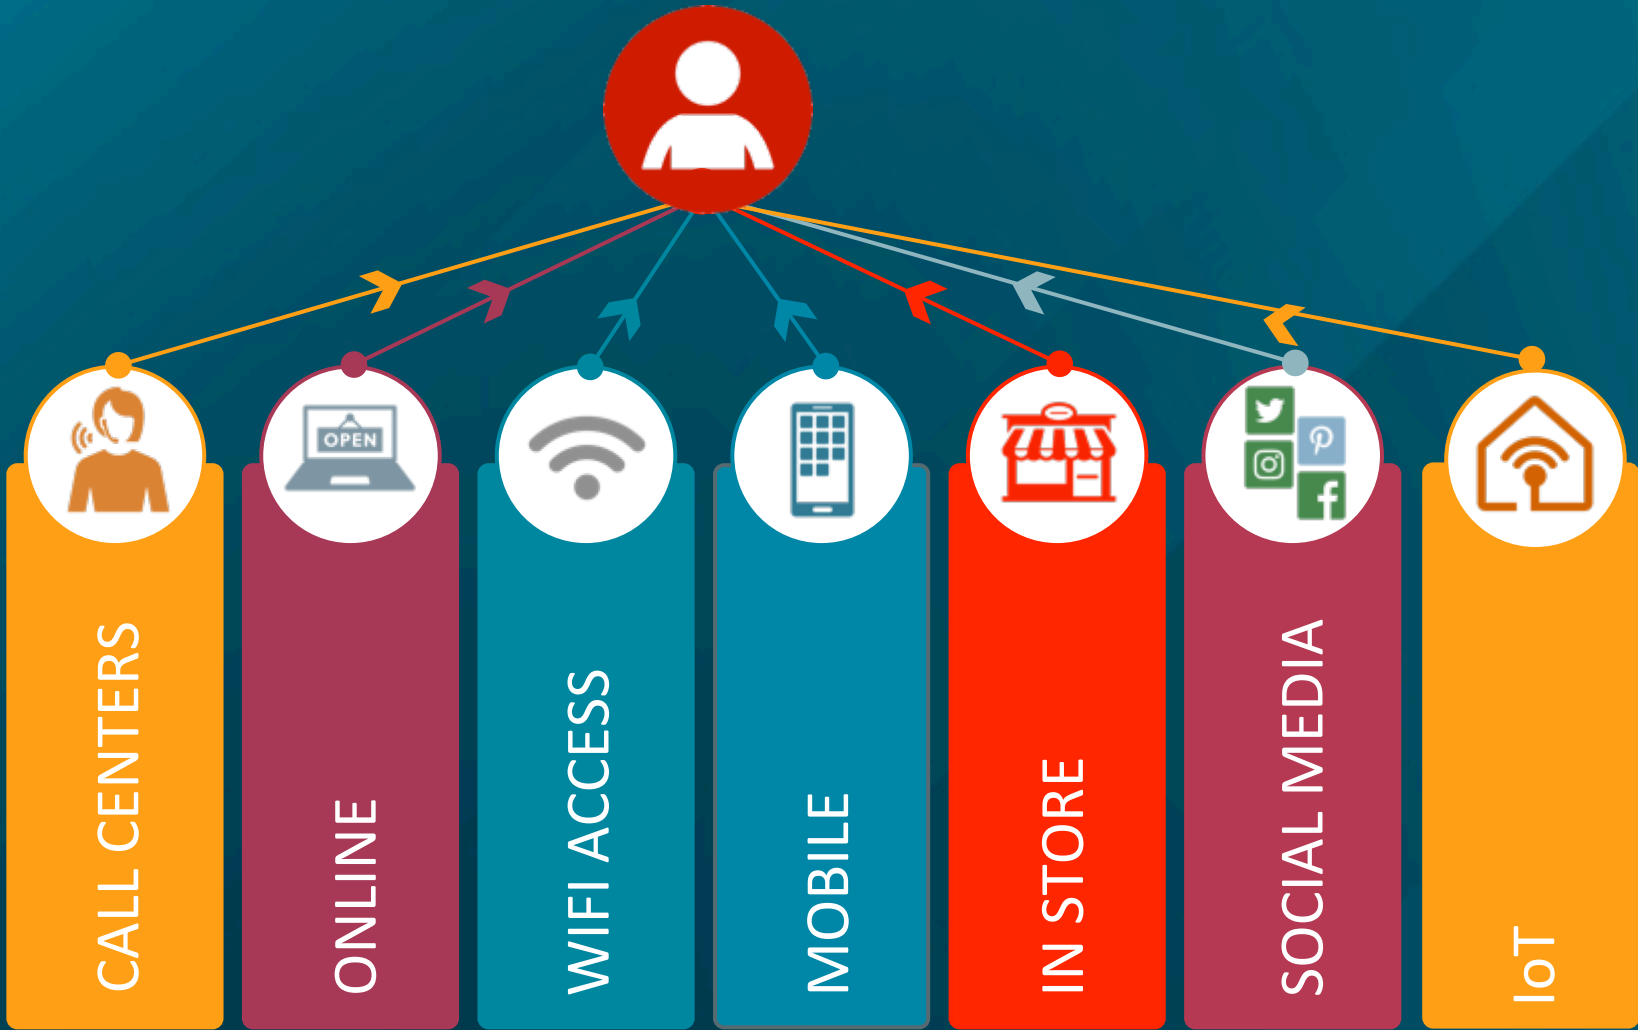 OPEN
CALL CENTERS
ONLINE
WIFI ACCESS
MOBILE
IN STORE
SOCIAL MEDIA
IoT